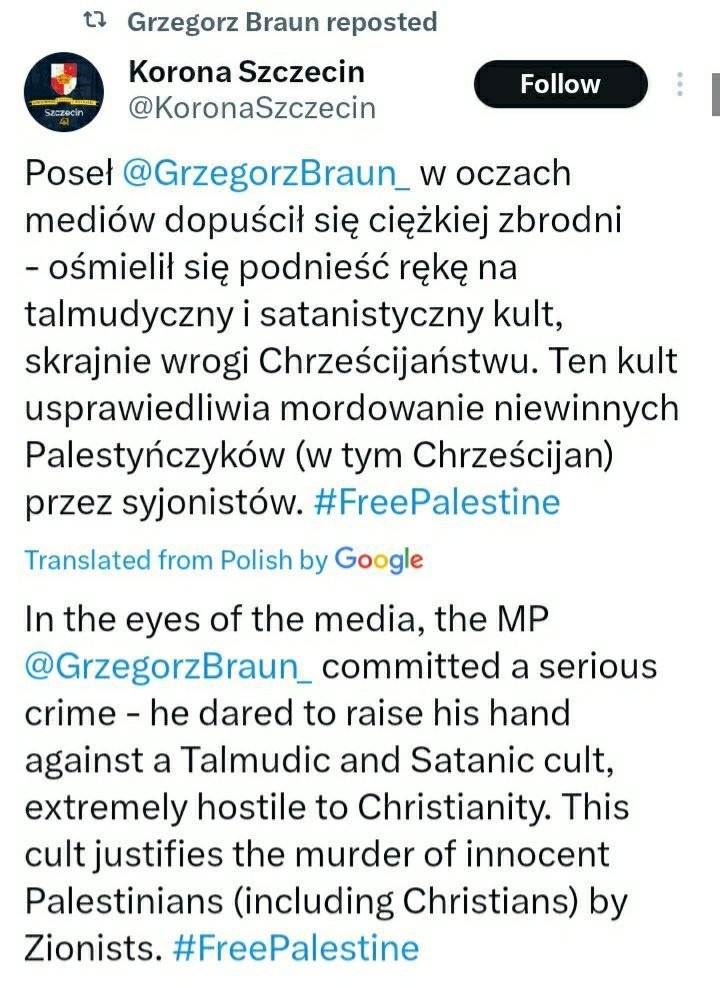 Grzegorz Braun reposted
Korona Szczecin
@KoronaSzczecin
Follow
Szczecin
Poseł @GrzegorzBraun_ w oczach
mediów dopuścił się ciężkiej zbrodni
- ośmielił się podnieść rękę na
talmudyczny i satanistyczny kult,
skrajnie wrogi Chrześcijaństwu. Ten kult
usprawiedliwia mordowanie niewinnych
Palestyńczyków (w tym Chrześcijan)
przez syjonistów. #FreePalestine
Translated from Polish by Google
In the eyes of the media, the MP
@GrzegorzBraun_ committed a serious
crime - he dared to raise his hand
against a Talmudic and Satanic cult,
extremely hostile to Christianity. This
cult justifies the murder of innocent
Palestinians (including Christians) by
Zionists. #FreePalestine